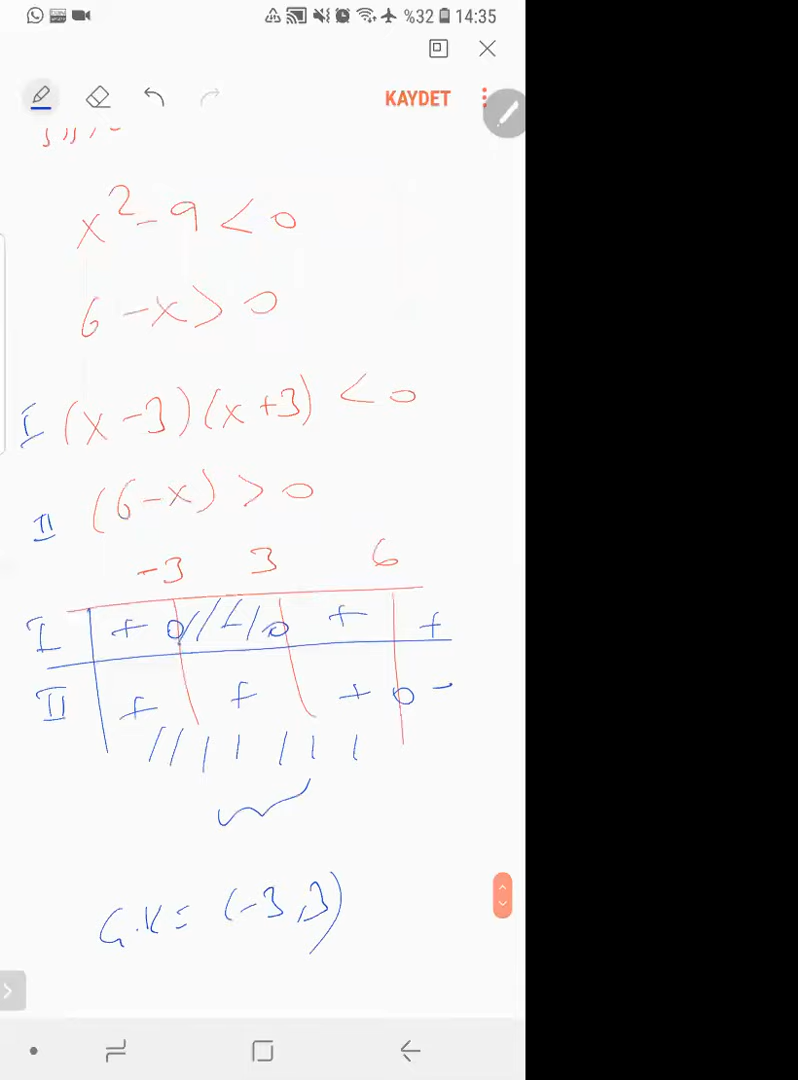 %32 14:35
KAYDET
x² - 9 < 0
6 - x > 0
I (x - 3)(x + 3) < 0
II (6 - x) > 0
-3 3 6
I + 0 - 0 + +
II + + + 0 -
Ç.K = (-3,3)